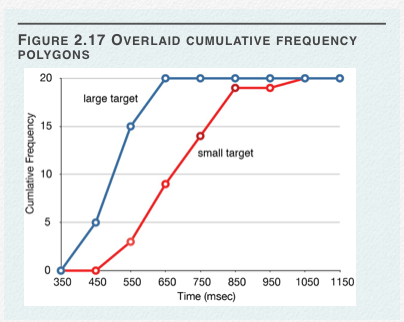 FIGURE 2.17 OVERLAID CUMULATIVE FREQUENCY
POLYGONS
20
large target
15
small target
10
5
0
Cumlative Frequency
350 450 550 650 750 850 950 1050 1150
Time (msec)